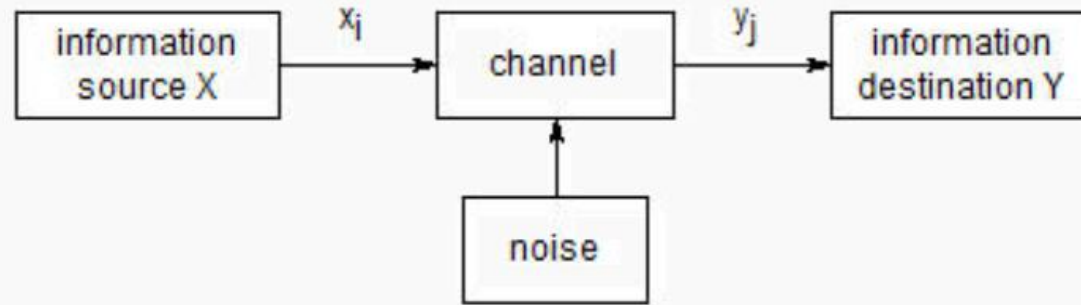 information
source X
xi
channel
yj
information
destination Y
noise